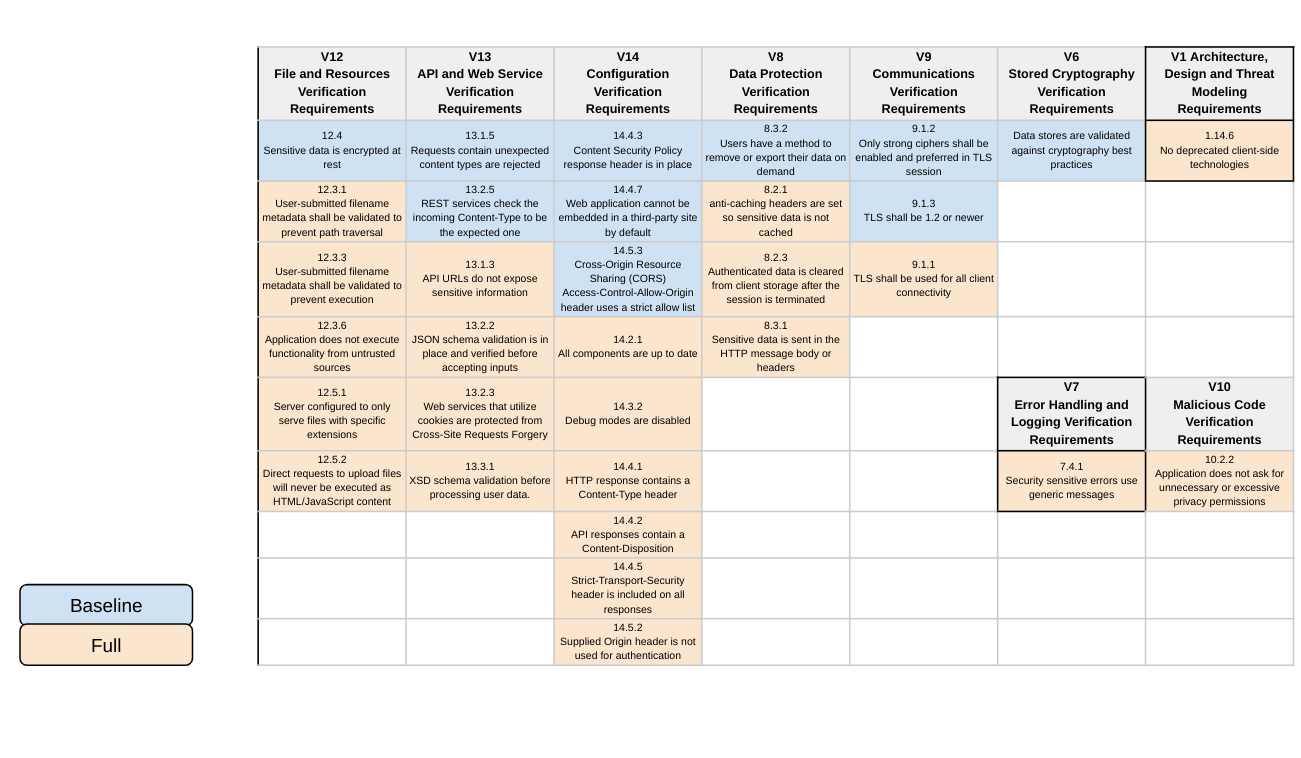 V12
File and Resources
Verification
Requirements
V13
API and Web Service
Verification
Requirements
V14
Configuration
Verification
Requirements
V8
Data Protection
Verification
Requirements
V9
Communications
Verification
Requirements
V6
Stored Cryptography
Verification
Requirements
V1 Architecture,
Design and Threat
Modeling
Requirements
12.4
Sensitive data is encrypted at
rest
13.1.5
Requests contain unexpected
content types are rejected
14.4.3
Content Security Policy
response header is in place
8.3.2
Users have a method to
remove or export their data on
demand
9.1.2
Only strong ciphers shall be
enabled and preferred in TLS
session
Data stores are validated
against cryptography best
practices
1.14.6
No deprecated client-side
technologies
12.3.1
User-submitted filename
metadata shall be validated to
prevent path traversal
13.2.5
REST services check the
incoming Content-Type to be
the expected one
14.4.7
Web application cannot be
embedded in a third-party site
by default
8.2.1
anti-caching headers are set
so sensitive data is not
cached
9.1.3
TLS shall be 1.2 or newer
12.3.3
User-submitted filename
metadata shall be validated to
prevent execution
13.1.3
API URLs do not expose
sensitive information
14.5.3
Cross-Origin Resource
Sharing (CORS)
Access-Control-Allow-Origin
header uses a strict allow list
8.2.3
Authenticated data is cleared
from client storage after the
session is terminated
9.1.1
TLS shall be used for all client
connectivity
12.3.6
Application does not execute
functionality from untrusted
sources
13.2.2
JSON schema validation is in
place and verified before
accepting inputs
14.2.1
All components are up to date
8.3.1
Sensitive data is sent in the
HTTP message body or
headers
12.5.1
Server configured to only
serve files with specific
extensions
13.2.3
Web services that utilize
cookies are protected from
Cross-Site Requests Forgery
14.3.2
Debug modes are disabled
V7
Error Handling and
Logging Verification
Requirements
V10
Malicious Code
Verification
Requirements
12.5.2
Direct requests to upload files
will never be executed as
HTML/JavaScript content
13.3.1
XSD schema validation before
processing user data.
14.4.1
HTTP response contains a
Content-Type header
7.4.1
Security sensitive errors use
generic messages
10.2.2
Application does not ask for
unnecessary or excessive
privacy permissions
14.4.2
API responses contain a
Content-Disposition
14.4.5
Strict-Transport-Security
header is included on all
responses
14.5.2
Supplied Origin header is not
used for authentication
Baseline
Full